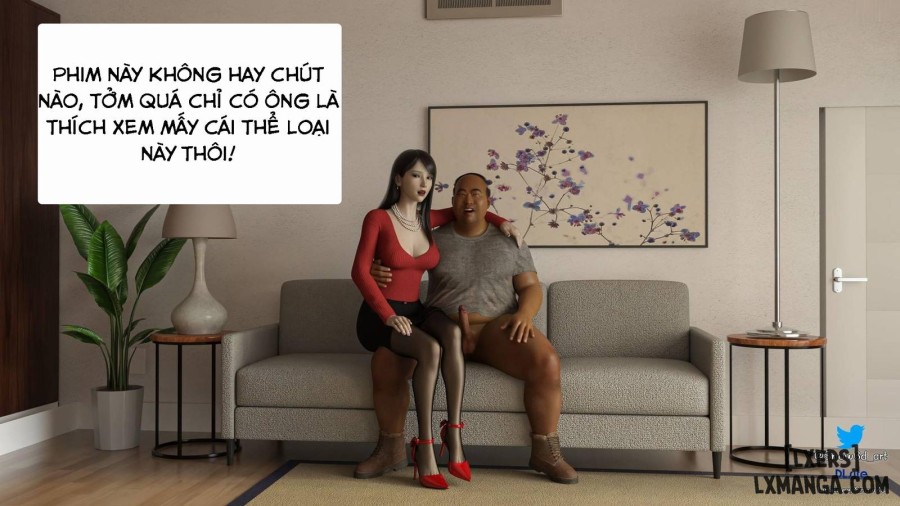 PHIM NÀY KHÔNG HAY CHÚT
NÀO, TỞM QUÁ CHỈ CÓ ÔNG LÀ
THÍCH XEM MẤY CÁI THỂ LOẠI
NÀY THÔI!
LXERS
LXMANGA.COM